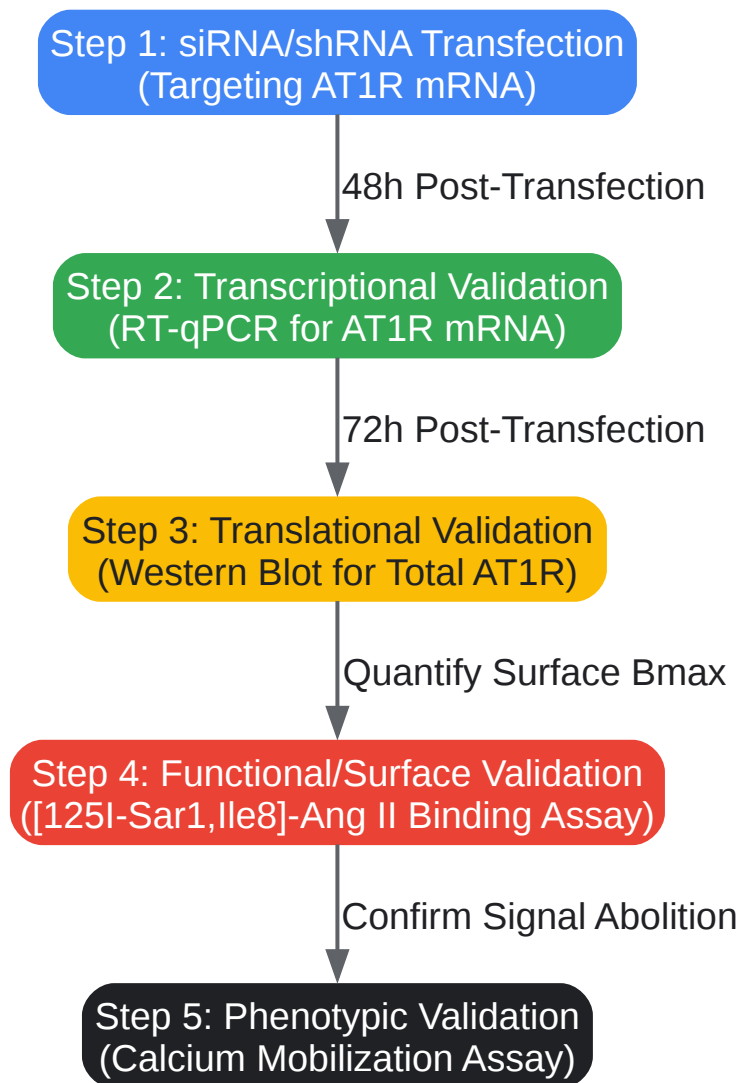 Step 1: siRNA/shRNA Transfection
(Targeting AT1R mRNA)
48h Post-Transfection
Step 2: Transcriptional Validation
(RT-qPCR for AT1R mRNA)
72h Post-Transfection
Step 3: Translational Validation
(Western Blot for Total AT1R)
Quantify Surface Bmax
Step 4: Functional/Surface Validation
([125I-Sar1,Ile8]-Ang II Binding Assay)
Confirm Signal Abolition
Step 5: Phenotypic Validation
(Calcium Mobilization Assay)